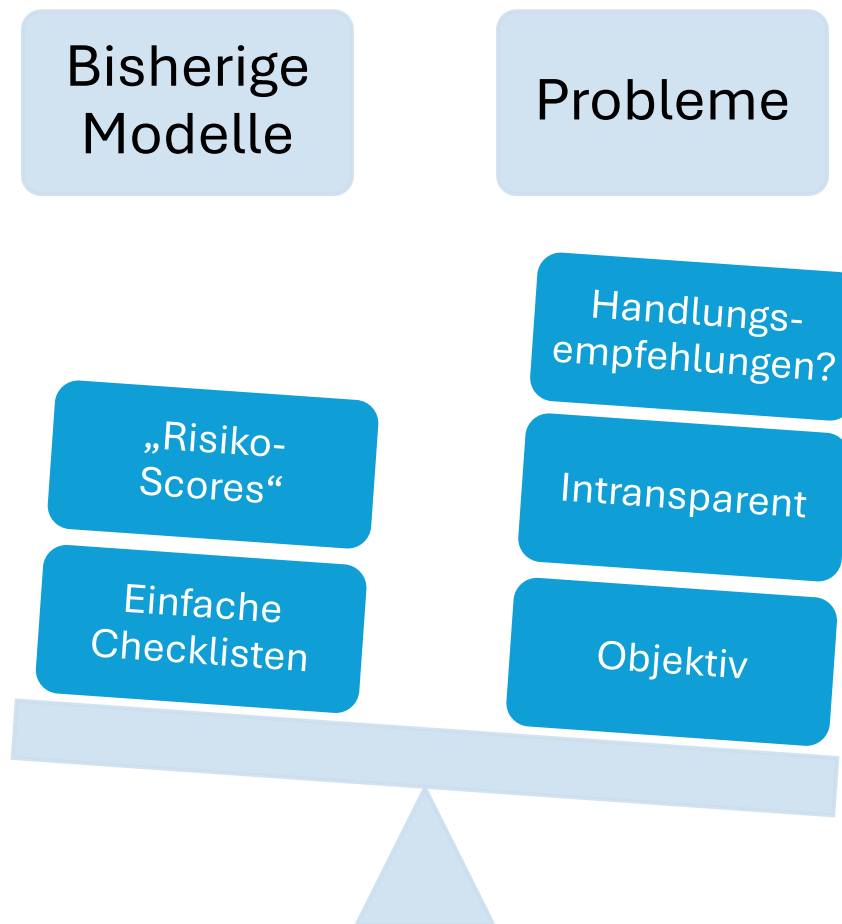 Bisherige
Modelle
Probleme
Handlungs-
empfehlungen?
„Risiko-
Scores“
Intransparent
Einfache
Checklisten
Objektiv